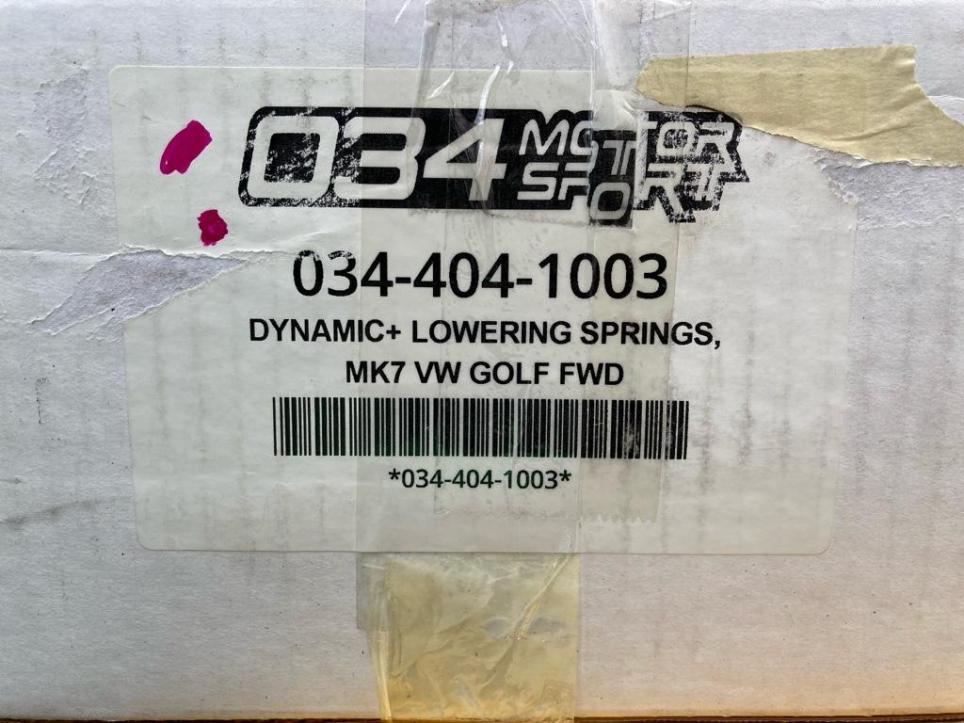 034 MOTOR
SPORT
034-404-1003
DYNAMIC+ LOWERING SPRINGS,
MK7 VW GOLF FWD
*034-404-1003*